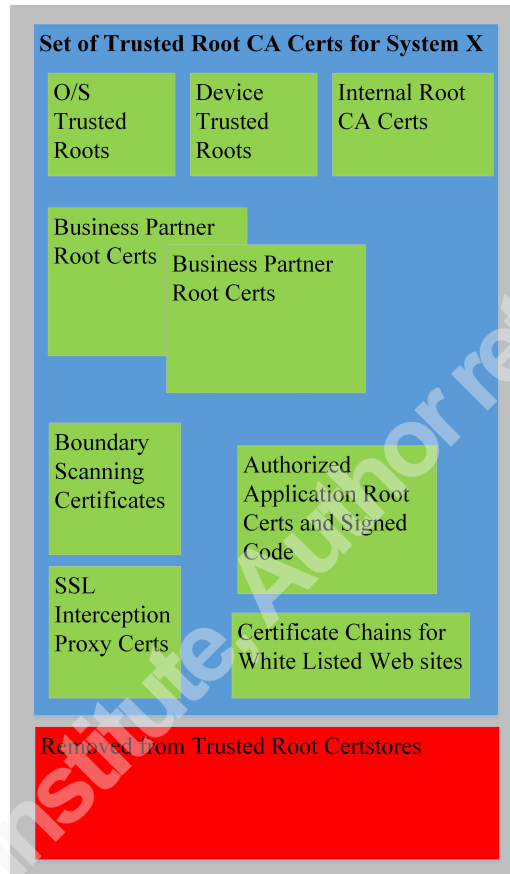 Set of Trusted Root CA Certs for System X
O/S
Trusted
Roots
Device
Trusted
Roots
Internal Root
CA Certs
Business Partner
Root Certs
Business Partner
Root Certs
Boundary
Scanning
Certificates
Authorized
Application Root
Certs and Signed
Code
SSL
Interception
Proxy Certs
Certificate Chains for
White Listed Web sites
Removed from Trusted Root Certstores
Institute, Author